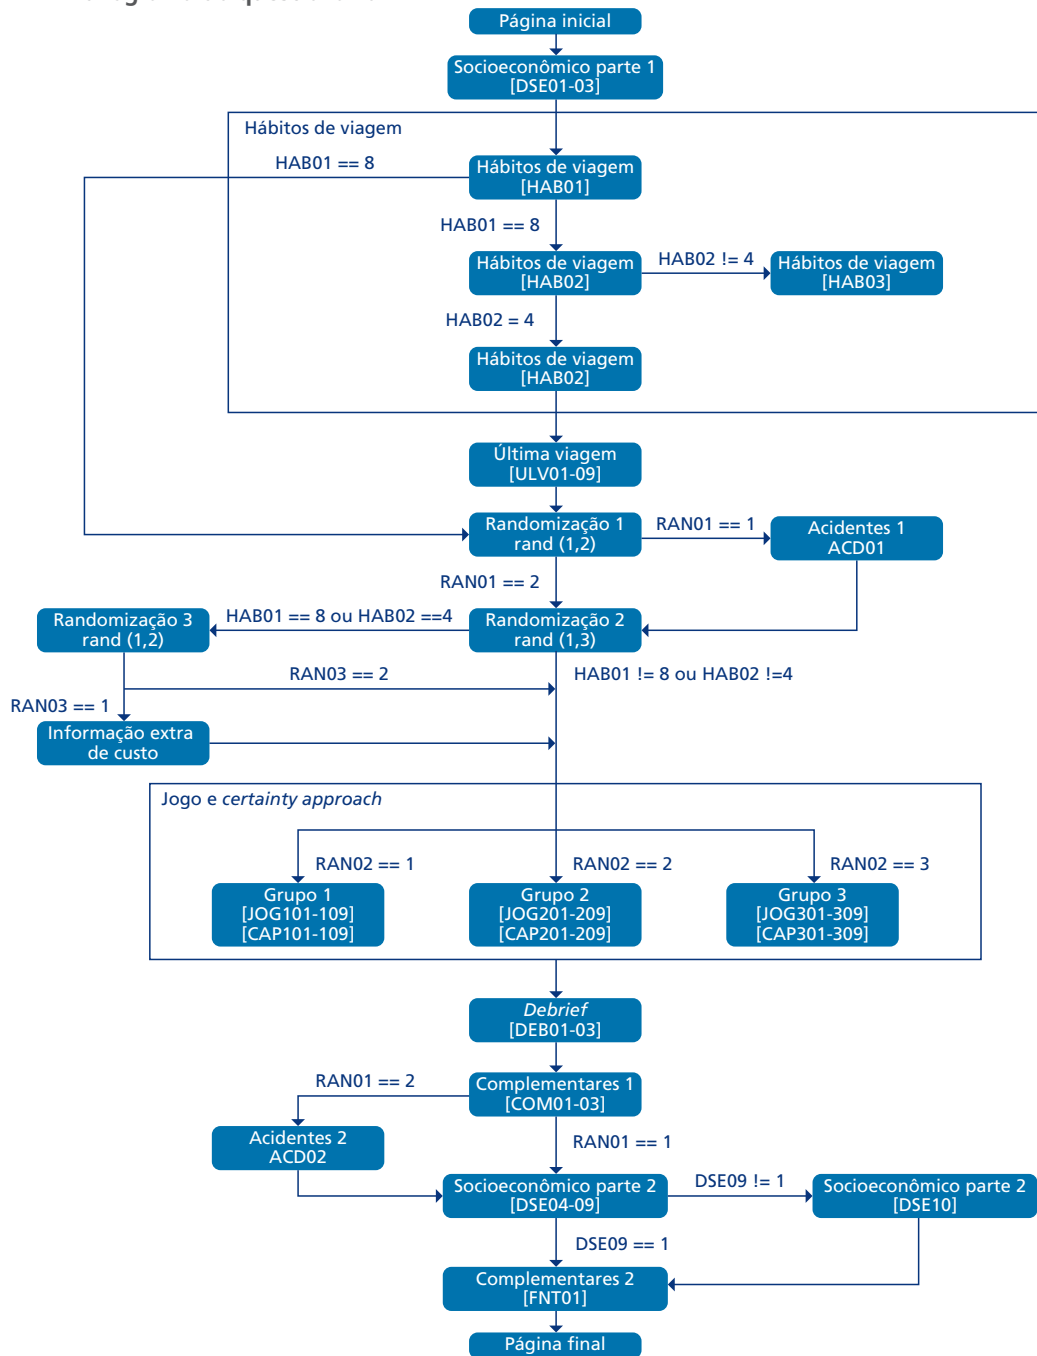 Página inicial
Socioeconômico parte 1
[DSE01-03]
Hábitos de viagem
HAB01 == 8
Hábitos de viagem
[HAB01]
HAB01 == 8
Hábitos de viagem
[HAB02]
HAB02 != 4
Hábitos de viagem
[HAB03]
HAB02 = 4
Hábitos de viagem
[HAB02]
Última viagem
[ULV01-09]
Randomização 1
rand (1,2)
RAN01 == 1
Acidentes 1
ACD01
RAN01 == 2
Randomização 3
rand (1,2)
HAB01 == 8 ou HAB02 ==4
Randomização 2
rand (1,3)
RAN03 == 2
HAB01 != 8 ou HAB02 !=4
RAN03 == 1
Informação extra
de custo
Jogo e certainty approach
RAN02 == 1
RAN02 == 2
RAN02 == 3
Grupo 1
[JOG101-109]
[CAP101-109]
Grupo 2
[JOG201-209]
[CAP201-209]
Grupo 3
[JOG301-309]
[CAP301-309]
Debrief
[DEB01-03]
RAN01 == 2
Complementares 1
[COM01-03]
Acidentes 2
ACD02
RAN01 == 1
Socioeconômico parte 2
[DSE04-09]
DSE09 != 1
Socioeconômico parte 2
[DSE10]
DSE09 == 1
Complementares 2
[FNT01]
Página final